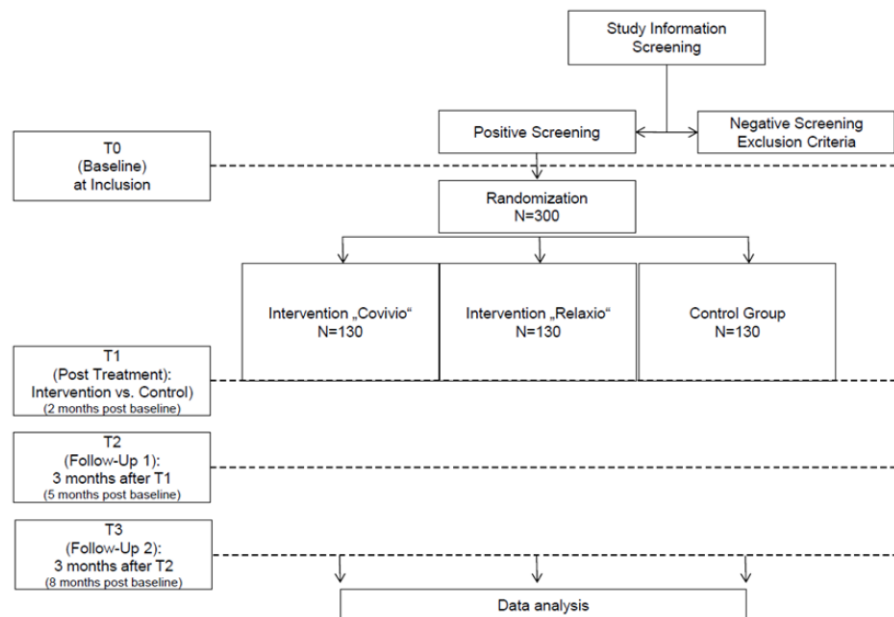 Study Information
Screening
Positive Screening
Negative Screening
Exclusion Criteria
T0
(Baseline)
at Inclusion
Randomization
N=300
Intervention „Covivio“
N=130
Intervention „Relaxio“
N=130
Control Group
N=130
T1
(Post Treatment):
Intervention vs. Control)
(2 months post baseline)
T2
(Follow-Up 1):
3 months after T1
(5 months post baseline)
T3
(Follow-Up 2):
3 months after T2
(8 months post baseline)
Data analysis